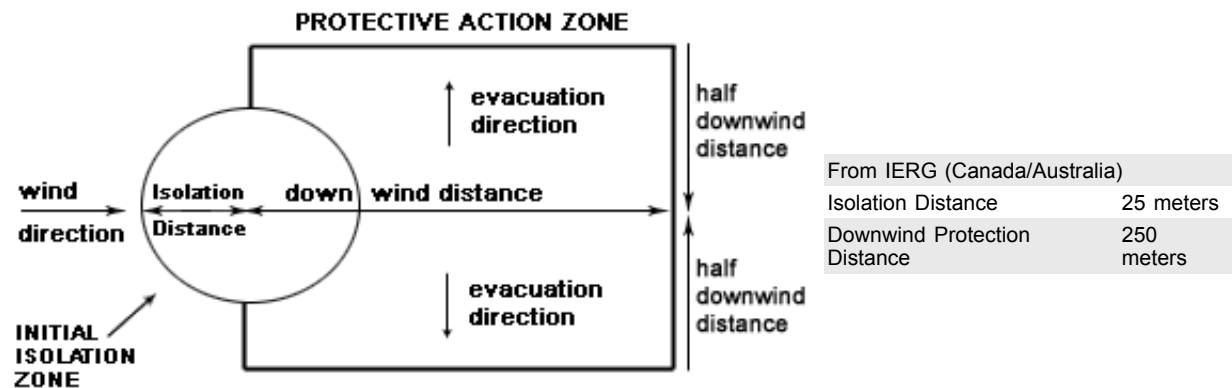 PROTECTIVE ACTION ZONE
evacuation
direction
half
downwind
distance
wind
direction
Isolation
Distance
down wind distance
evacuation
direction
half
downwind
distance
INITIAL
ISOLATION
ZONE
From IERG (Canada/Australia)
Isolation Distance 25 meters
Downwind Protection 250
Distance meters